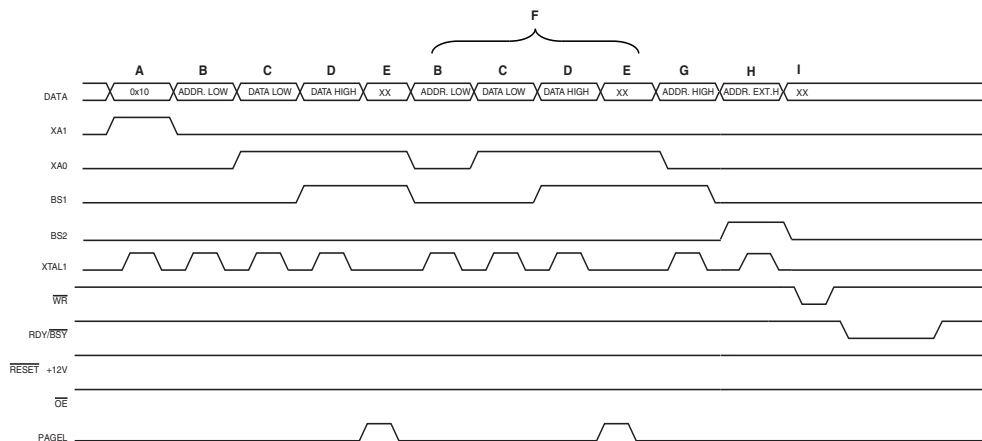 F
A B C D E B C D E G H I
DATA 0x10 ADDR. LOW DATA LOW DATA HIGH XX ADDR. LOW DATA LOW DATA HIGH XX ADDR. HIGH ADDR. EXT.H XX
XA1
XA0
BS1
BS2
XTAL1
WR
RDY/BSY
RESET +12V
OE
PAGEL